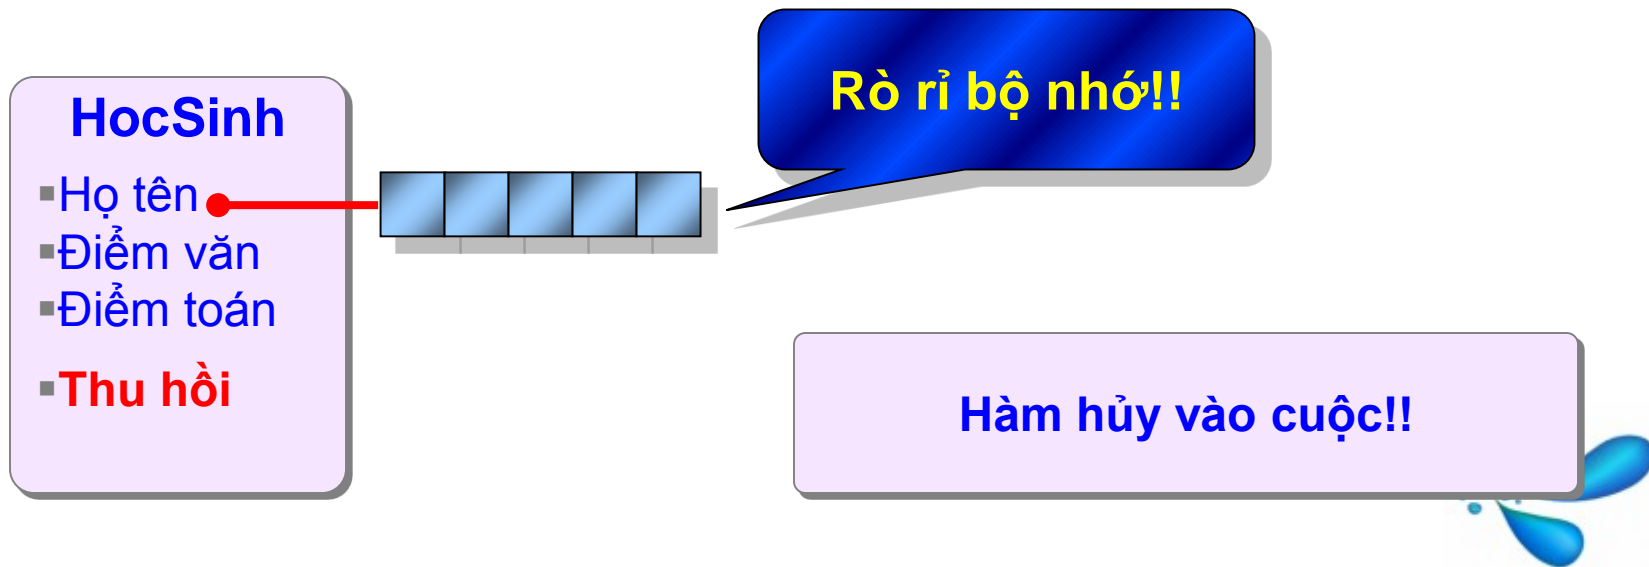 HocSinh
Họ tên
Điểm văn
Điểm toán
Thu hồi
Rò rỉ bộ nhớ!!
Hàm hủy vào cuộc!!